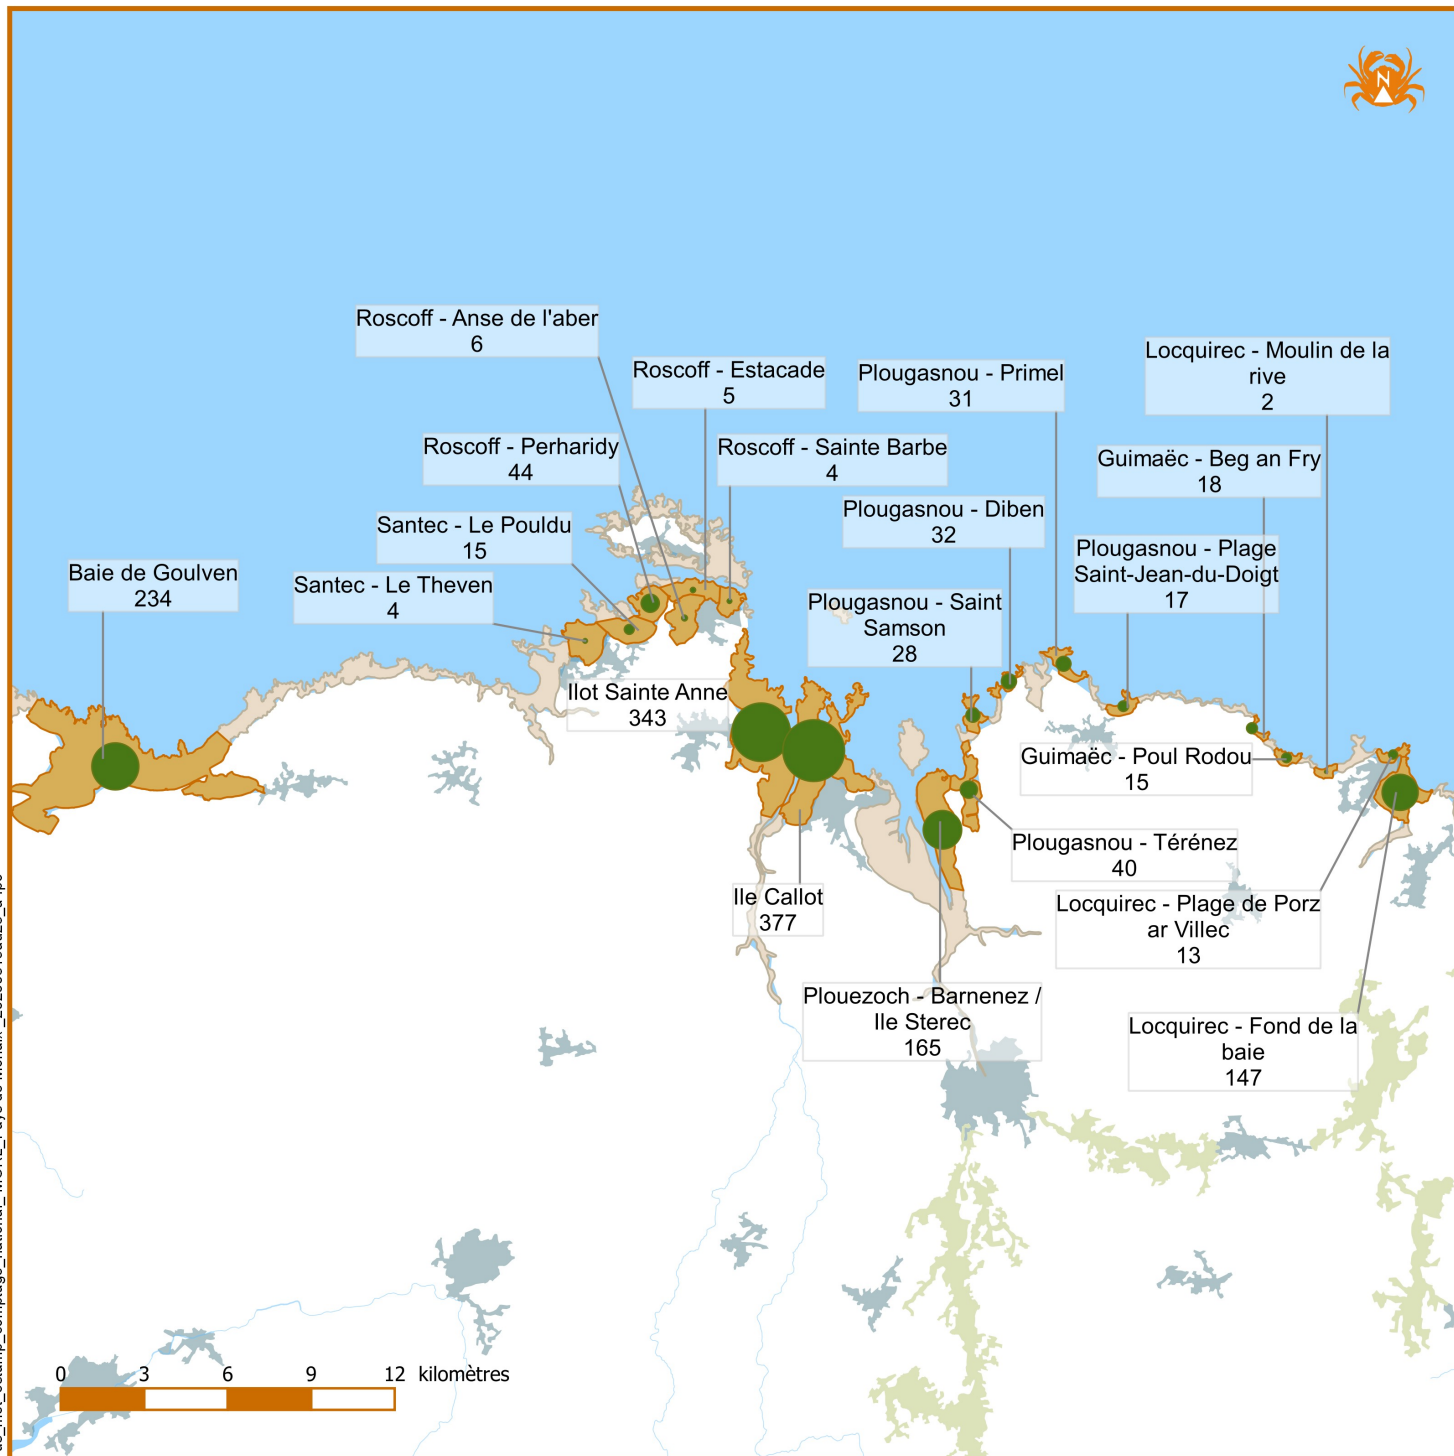 N
Roscoff - Anse de l'aber
6
Roscoff - Estacade
5
Plougasnou - Primel
31
Locquirec - Moulin de la
rive
2
Roscoff - Perharidy
44
Roscoff - Sainte Barbe
4
Guimaëc - Beg an Fry
18
Santec - Le Pouldu
15
Plougasnou - Diben
32
Plougasnou - Plage
Saint-Jean-du-Doigt
17
Baie de Goulven
234
Santec - Le Theven
4
Plougasnou - Saint
Samson
28
Ilot Sainte Anne
343
Guimaëc - Poul Rodou
15
Plougasnou - Térénez
40
Ile Callot
377
Locquirec - Plage de Porz
ar Villec
13
Plouezoch - Barnenez /
Ile Sterec
165
Locquirec - Fond de la
baie
147
0 3 6 9 12 kilomètres